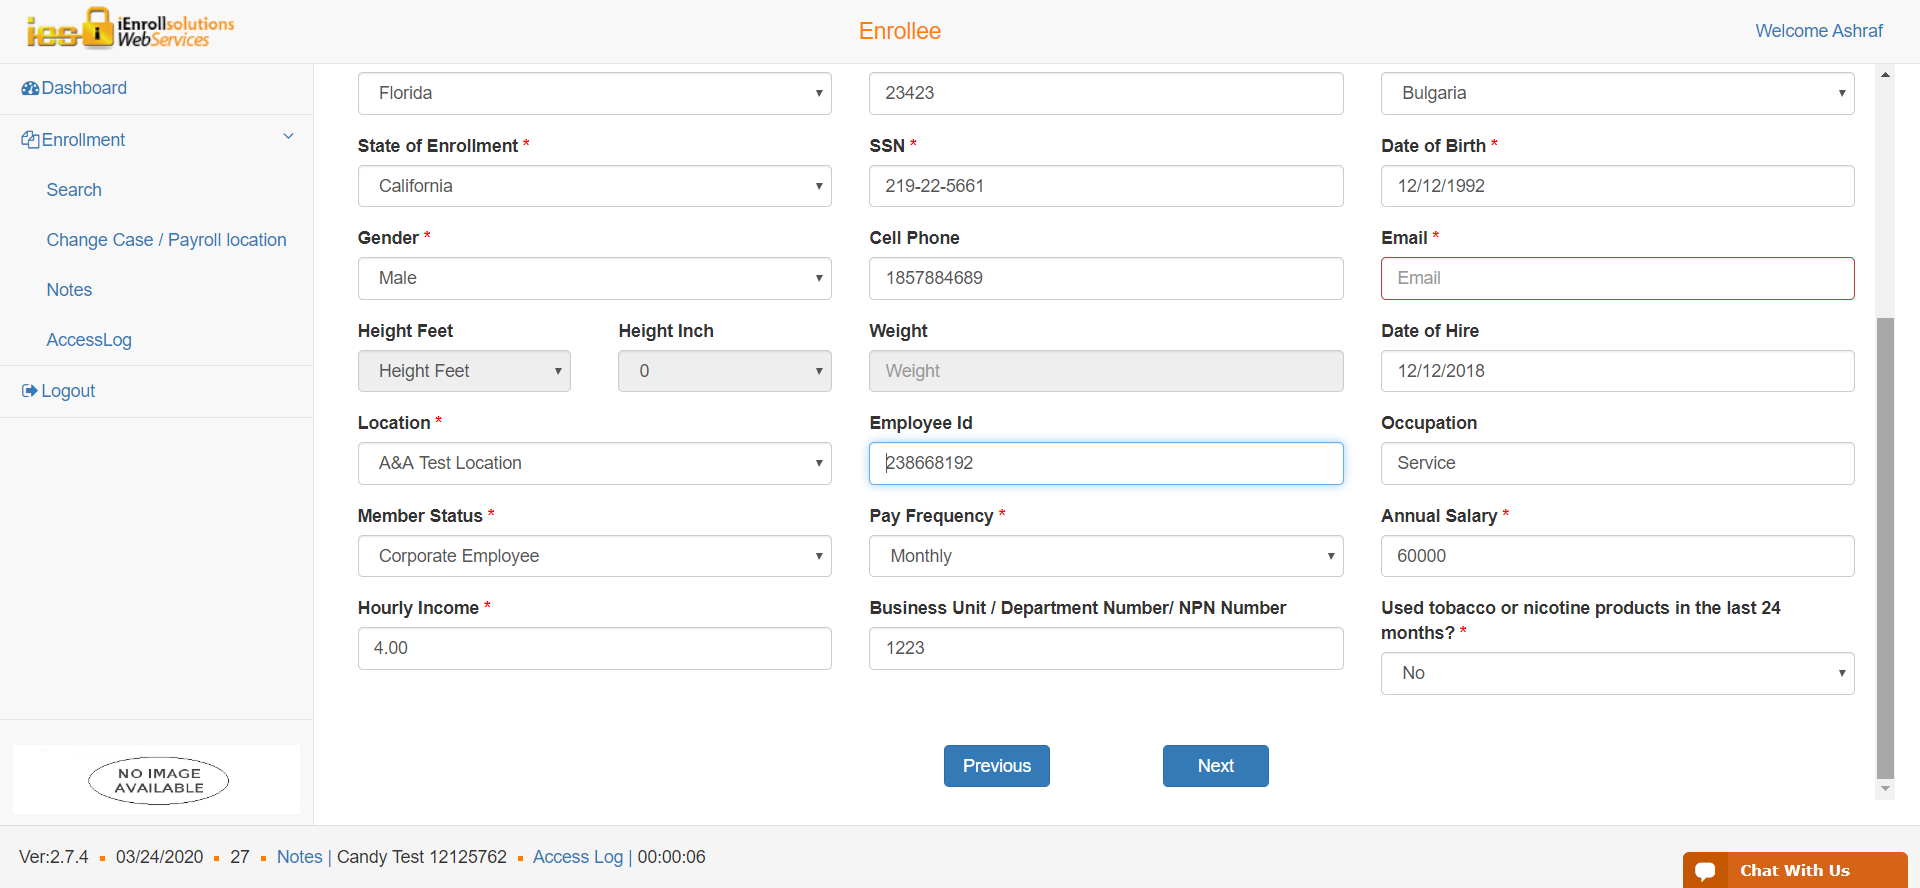 ies iEnrollsolutions
WebServices
Enrollee
Welcome Ashraf
Dashboard
Enrollment
Search
Change Case / Payroll location
Notes
AccessLog
Logout
NO IMAGE
AVAILABLE
Florida
23423
Bulgaria
State of Enrollment *
SSN *
Date of Birth *
California
219-22-5661
12/12/1992
Gender *
Cell Phone
Email *
Male
1857884689
Email
Height Feet
Height Inch
Weight
Date of Hire
Height Feet
0
Weight
12/12/2018
Location *
Employee Id
Occupation
A&A Test Location
238668192
Service
Member Status *
Pay Frequency *
Annual Salary *
Corporate Employee
Monthly
60000
Hourly Income *
Business Unit / Department Number/ NPN Number
Used tobacco or nicotine products in the last 24
months? *
4.00
1223
No
Previous
Next
Ver:2.7.4 ▪ 03/24/2020 ▪ 27 ▪ Notes | Candy Test 12125762 ▪ Access Log | 00:00:06
Chat With Us